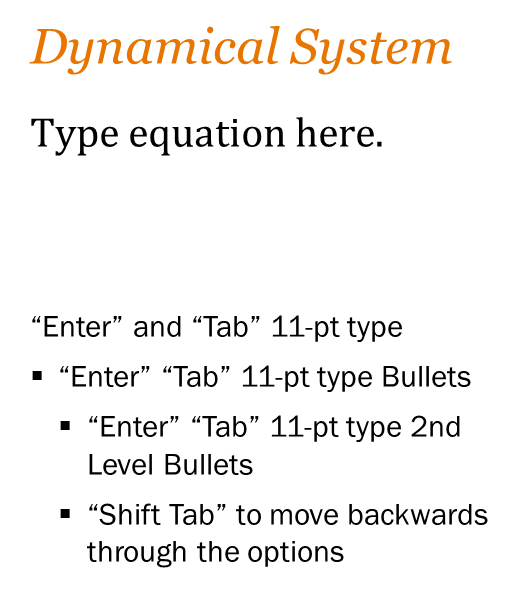 Dynamical System
Type equation here.
“Enter” and “Tab” 11-pt type
▪ “Enter” “Tab” 11-pt type Bullets
▪ “Enter” “Tab” 11-pt type 2nd
Level Bullets
▪ “Shift Tab” to move backwards
through the options